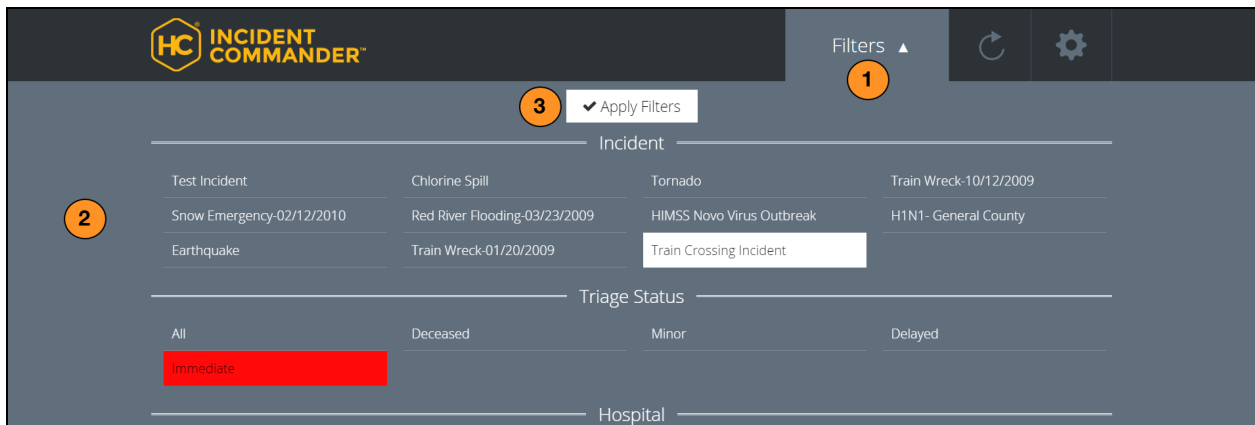 HC® INCIDENT
COMMANDER™
Filters ▲
1
3 ✔ Apply Filters
Incident
Test Incident Chlorine Spill Tornado Train Wreck-10/12/2009
2 Snow Emergency-02/12/2010 Red River Flooding-03/23/2009 HIMSS Novo Virus Outbreak H1N1- General County
Earthquake Train Wreck-01/20/2009 Train Crossing Incident
Triage Status
All Deceased Minor Delayed
Immediate
Hospital